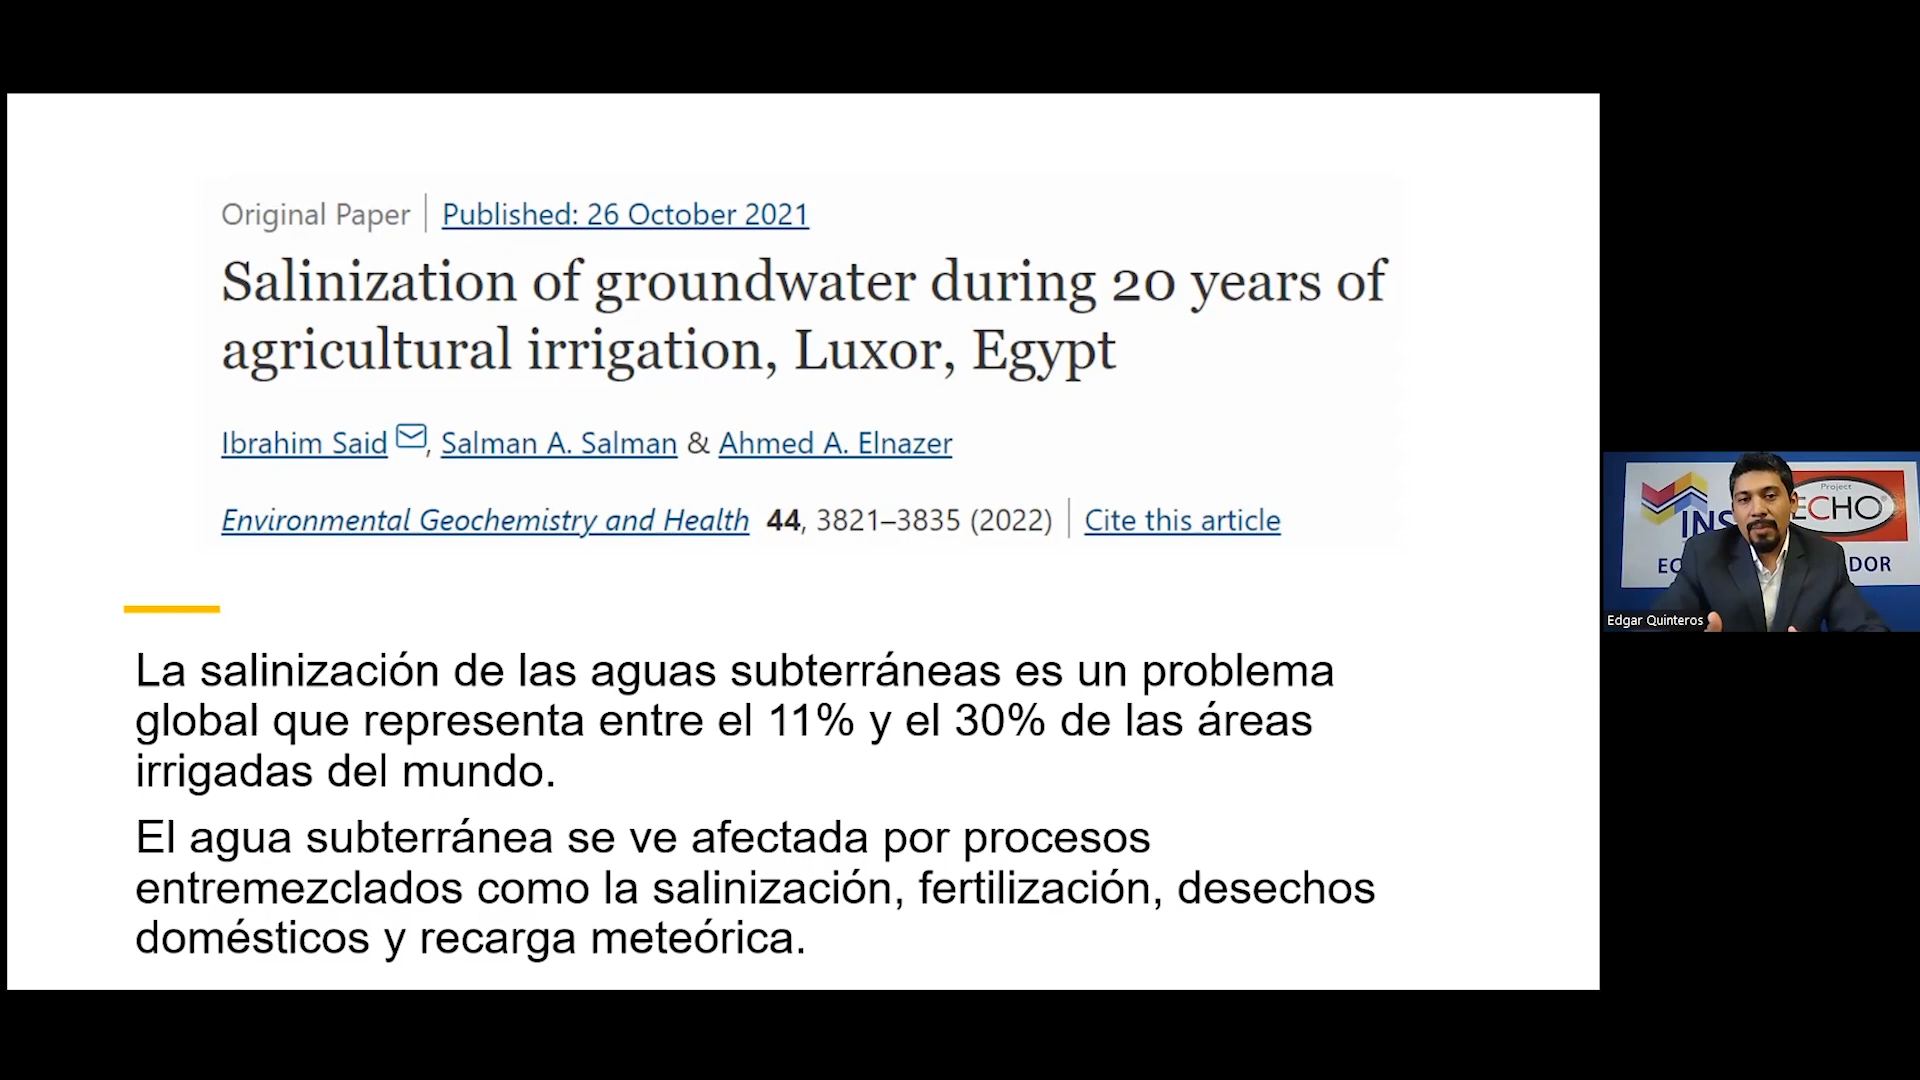 Original Paper | Published: 26 October 2021
Salinization of groundwater during 20 years of
agricultural irrigation, Luxor, Egypt
Ibrahim Said, Salman A. Salman & Ahmed A. Elnazer
Environmental Geochemistry and Health 44, 3821–3835 (2022) | Cite this article
La salinización de las aguas subterráneas es un problema
global que representa entre el 11% y el 30% de las áreas
irrigadas del mundo.
El agua subterránea se ve afectada por procesos
entremezclados como la salinización, fertilización, desechos
domésticos y recarga meteórica.
Project
ECHO®
Edgar Quinteros